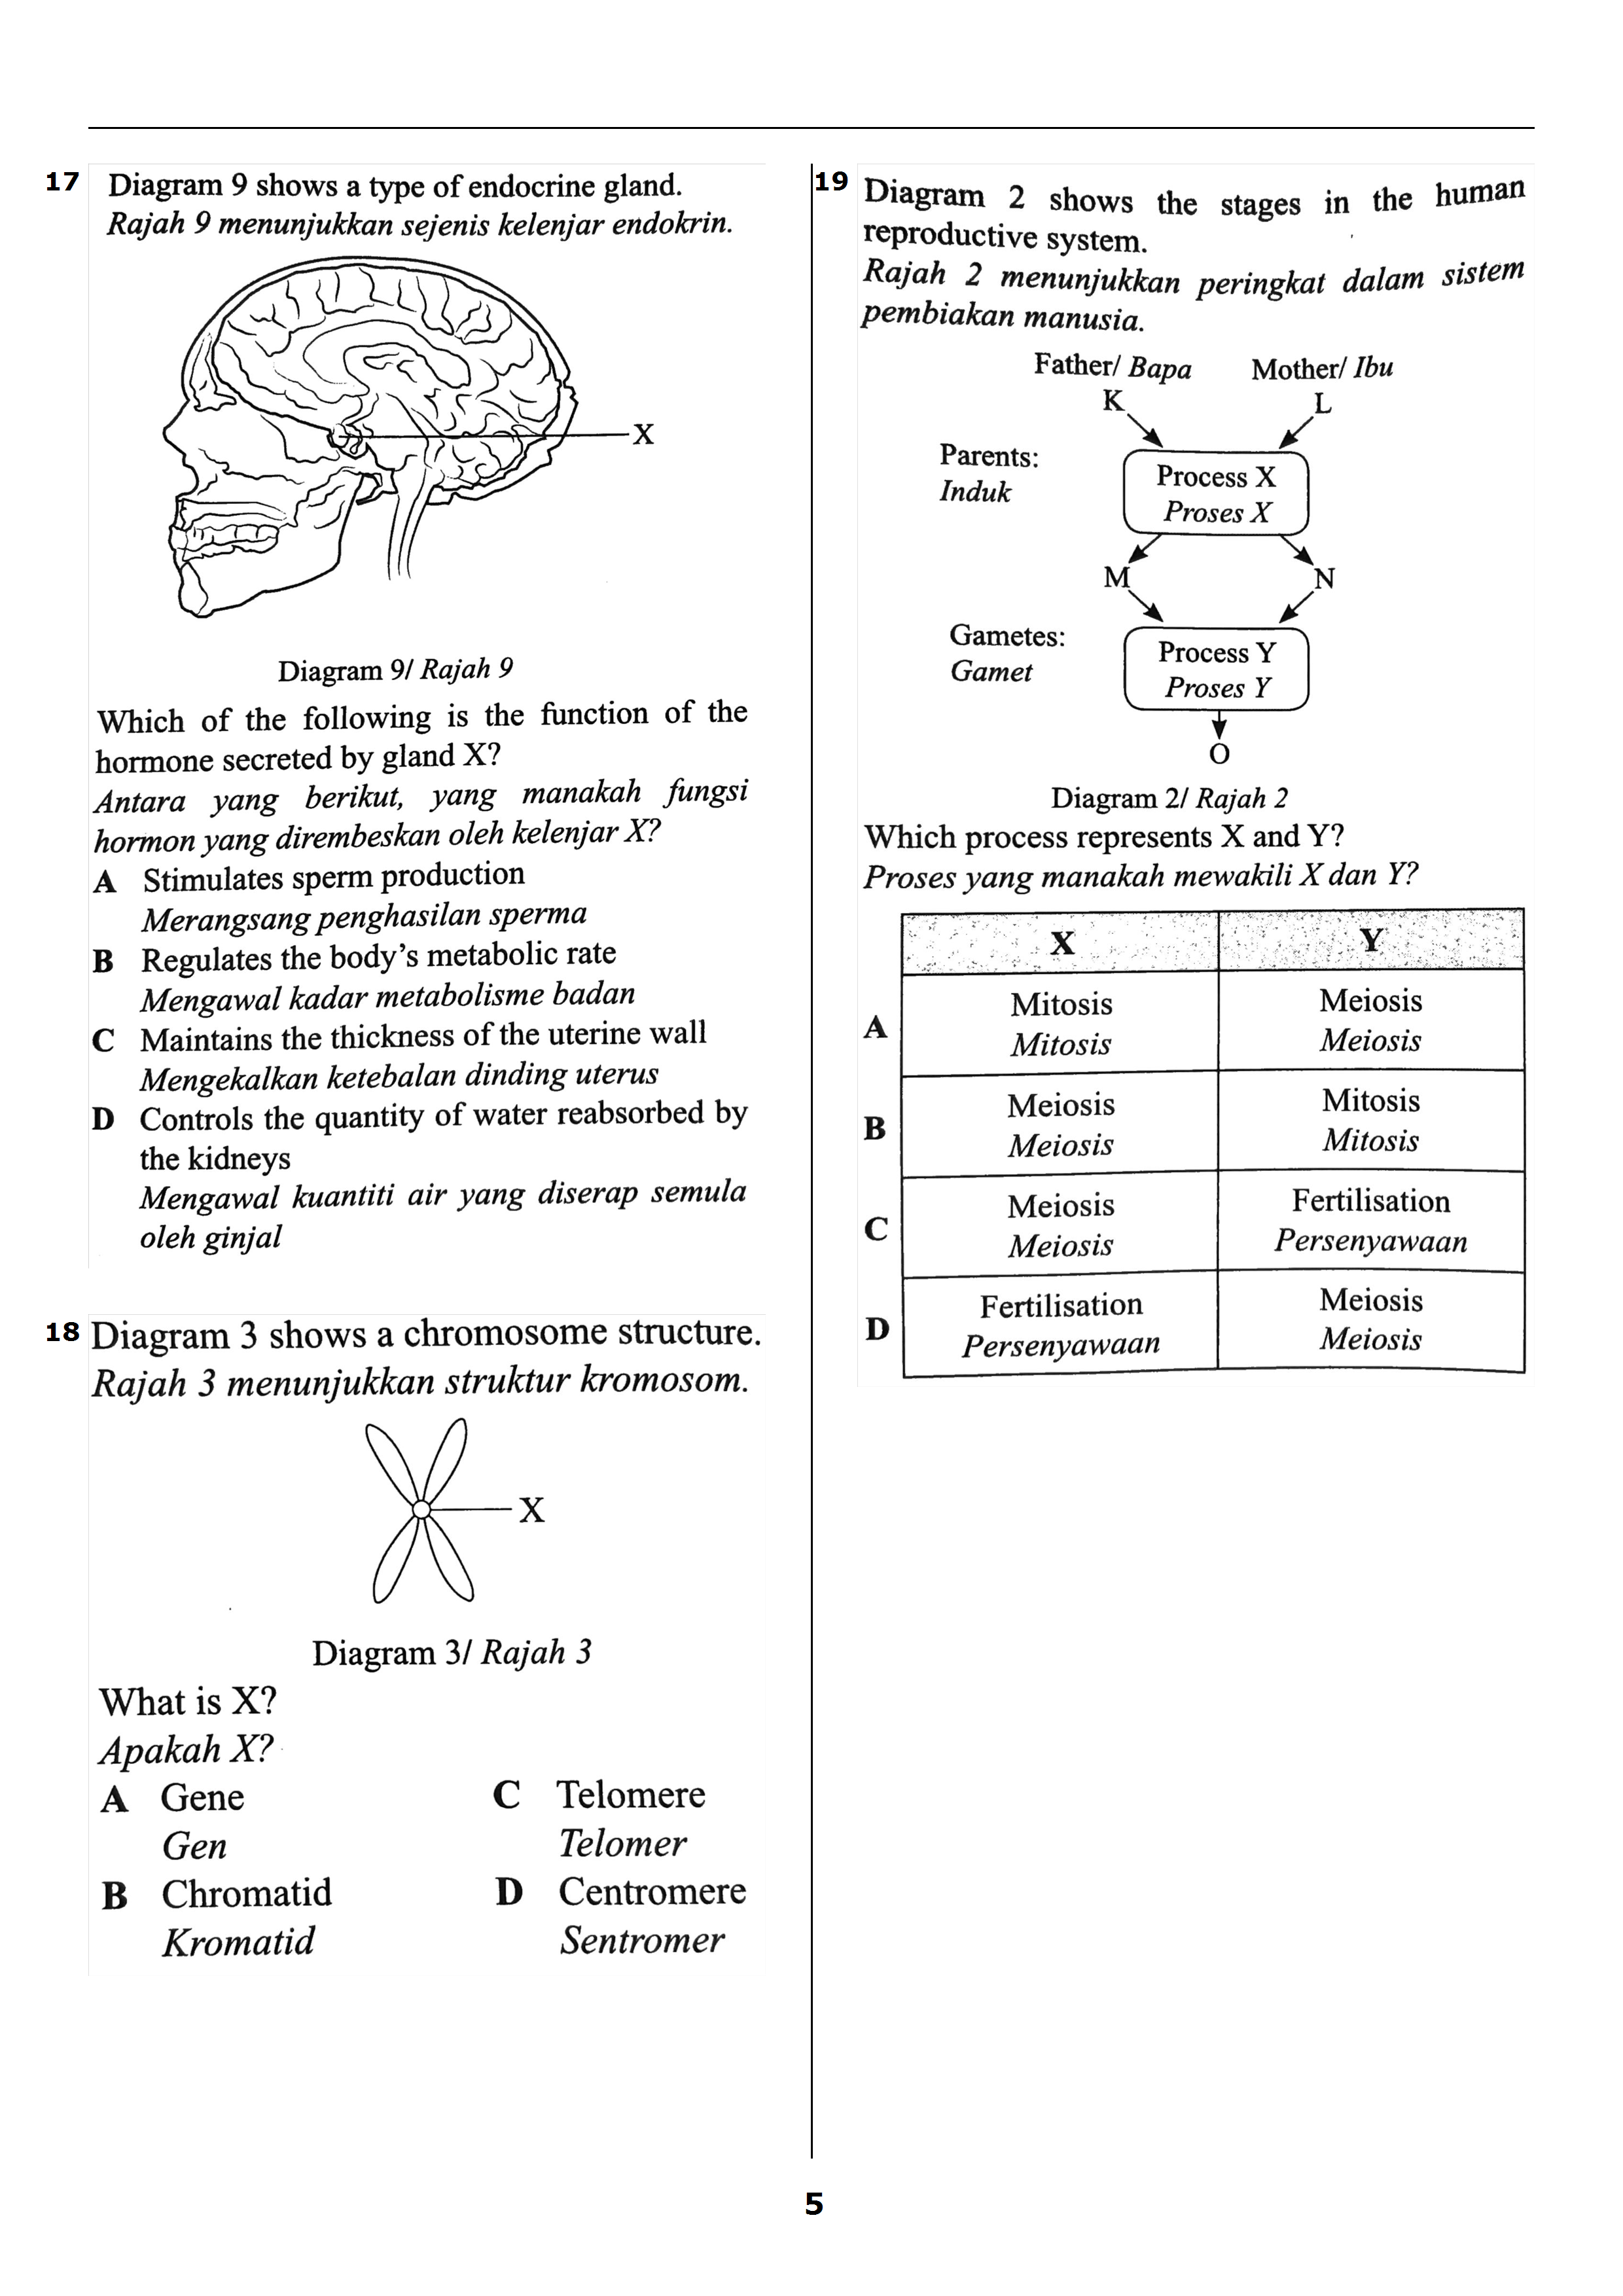 17 Diagram 9 shows a type of endocrine gland.
Rajah 9 menunjukkan sejenis kelenjar endokrin.
X
Diagram 9/ Rajah 9
Which of the following is the function of the
hormone secreted by gland X?
Antara yang berikut, yang manakah fungsi
hormon yang dirembeskan oleh kelenjar X?
A Stimulates sperm production
Merangsang penghasilan sperma
B Regulates the body's metabolic rate
Mengawal kadar metabolisme badan
C Maintains the thickness of the uterine wall
Mengekalkan ketebalan dinding uterus
D Controls the quantity of water reabsorbed by
the kidneys
Mengawal kuantiti air yang diserap semula
oleh ginjal
18 Diagram 3 shows a chromosome structure.
Rajah 3 menunjukkan struktur kromosom.
X
Diagram 3/ Rajah 3
What is X?
Apakah X?
A Gene C Telomere
Gen Telomer
B Chromatid D Centromere
Kromatid Sentromer
19 Diagram 2 shows the stages in the human
reproductive system.
Rajah 2 menunjukkan peringkat dalam sistem
pembiakan manusia.
Father/ Bapa Mother/ Ibu
K L
Parents: Process X
Induk Proses X
M N
Gametes: Process Y
Gamet Proses Y
O
Diagram 2/ Rajah 2
Which process represents X and Y?
Proses yang manakah mewakili X dan Y?
X Y
A Mitosis Meiosis
Mitosis Meiosis
B Meiosis Mitosis
Meiosis Mitosis
C Meiosis Fertilisation
Meiosis Persenyawaan
D Fertilisation Meiosis
Persenyawaan Meiosis
5